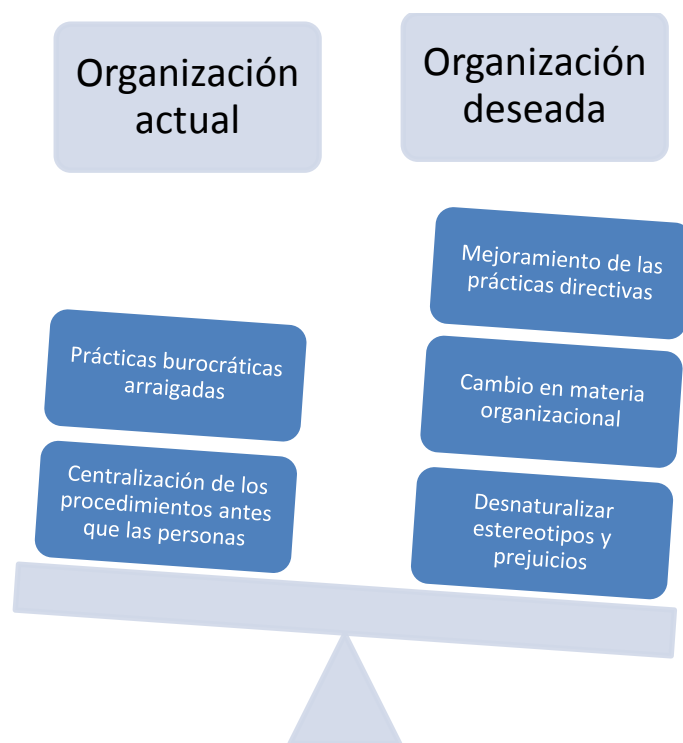 Organización
actual
Organización
deseada
Mejoramiento de las
prácticas directivas
Prácticas burocráticas
arraigadas
Cambio en materia
organizacional
Centralización de los
procedimientos antes
que las personas
Desnaturalizar
estereotipos y
prejuicios